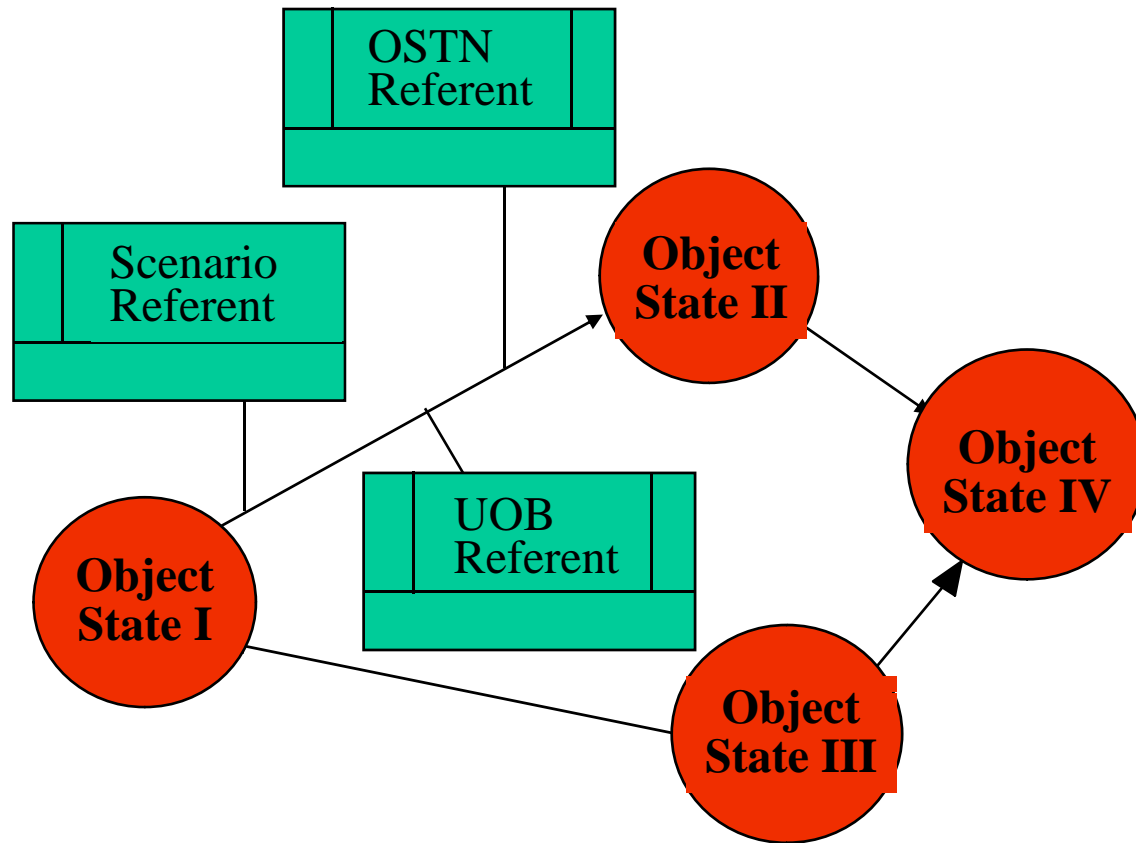 OSTN
Referent
Scenario
Referent
Object
State II
Object
State IV
UOB
Referent
Object
State I
Object
State III